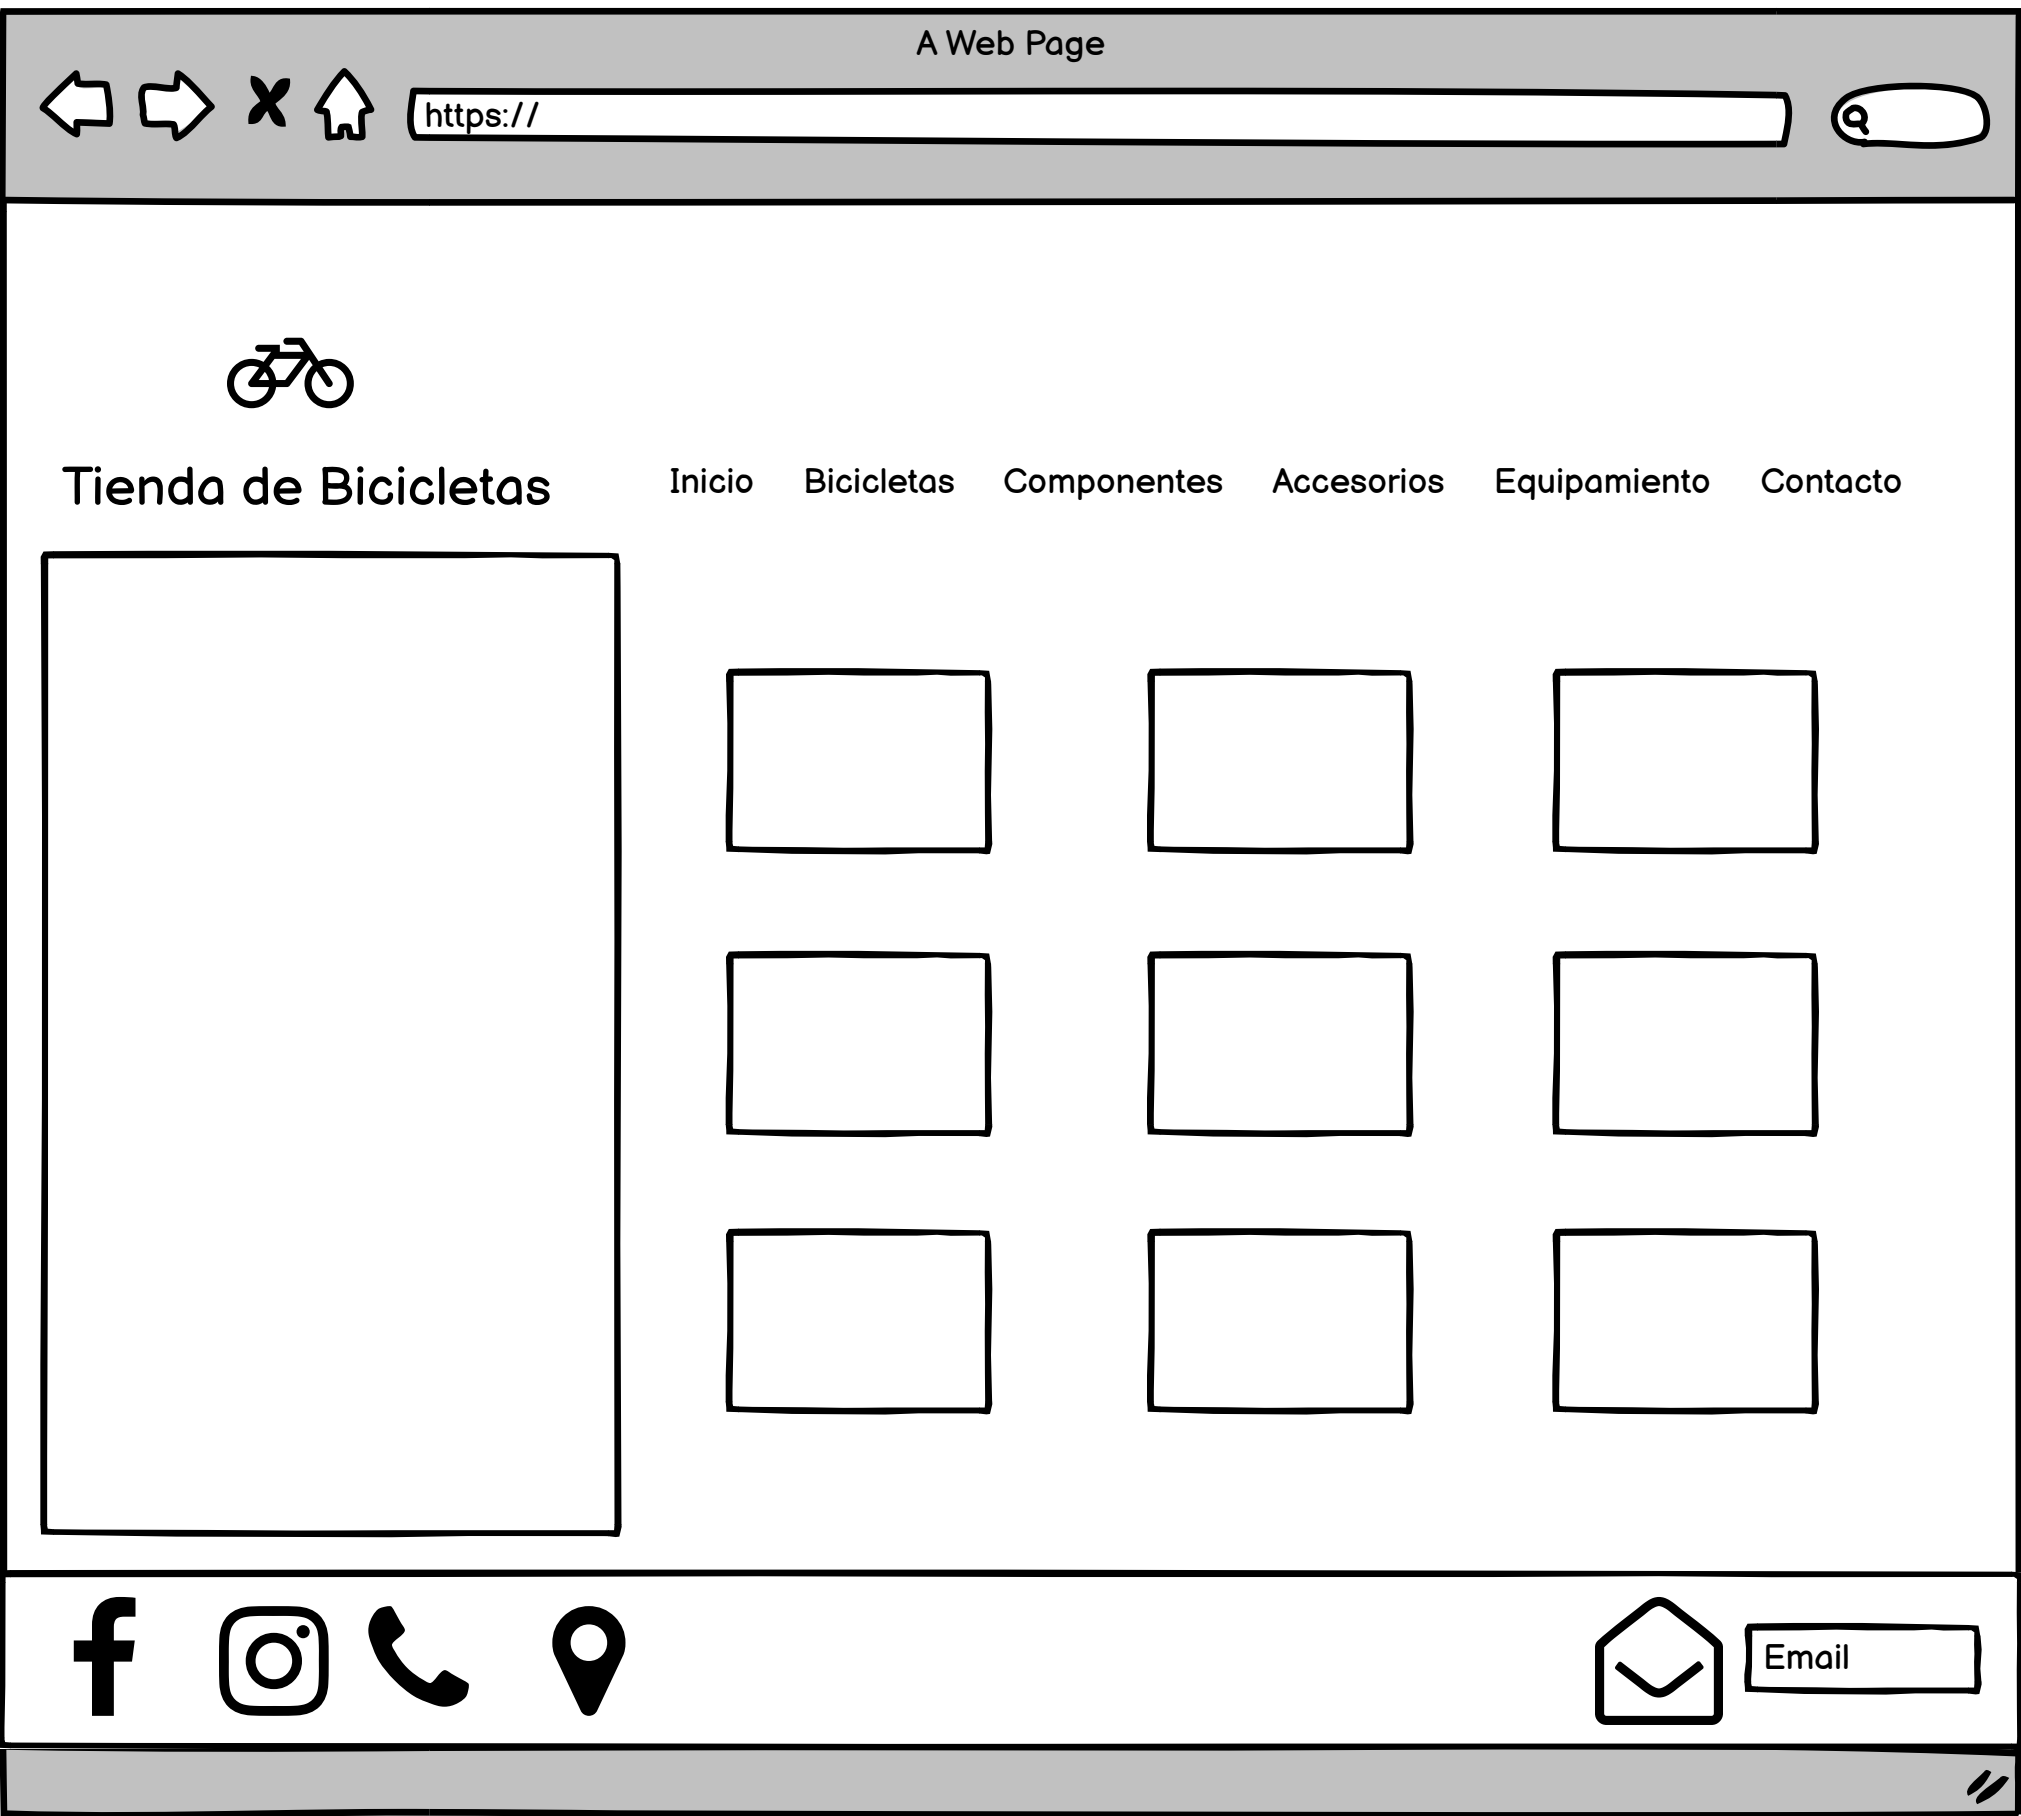 A Web Page
https://
Tienda de Bicicletas
Inicio Bicicletas Componentes Accesorios Equipamiento Contacto
Email